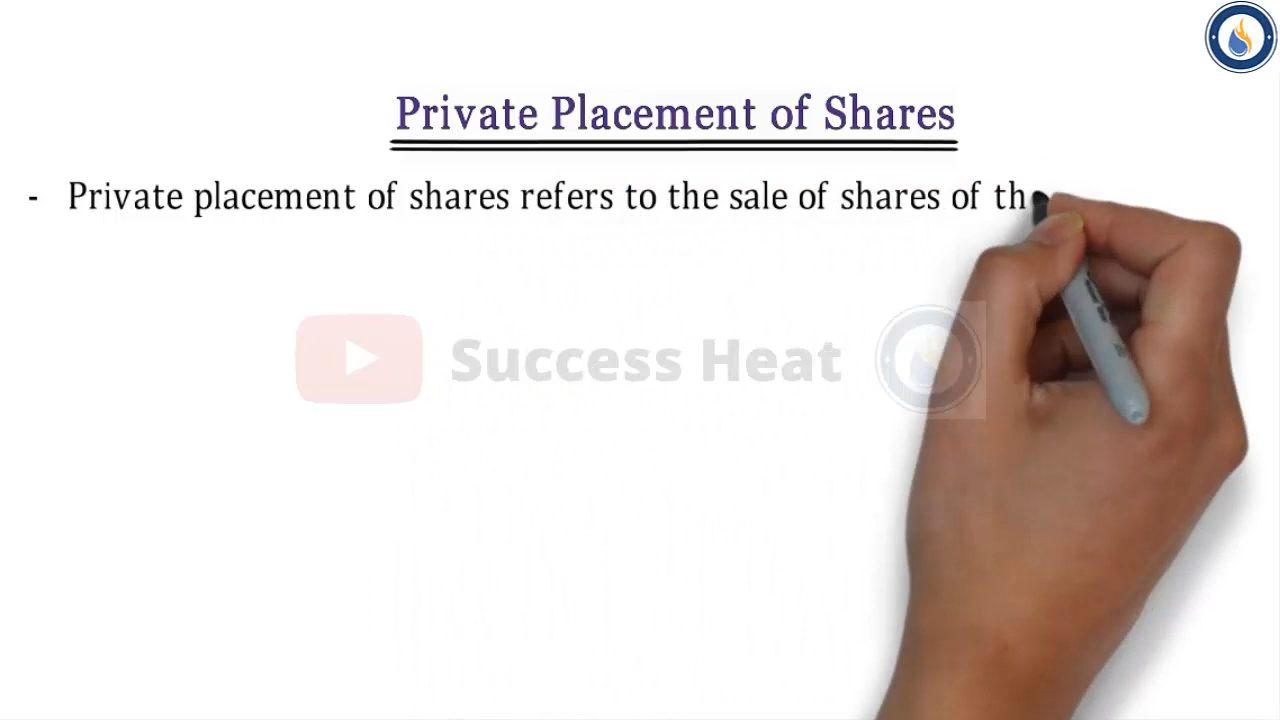 Private Placement of Shares
- Private placement of shares refers to the sale of shares of th
Success Heat